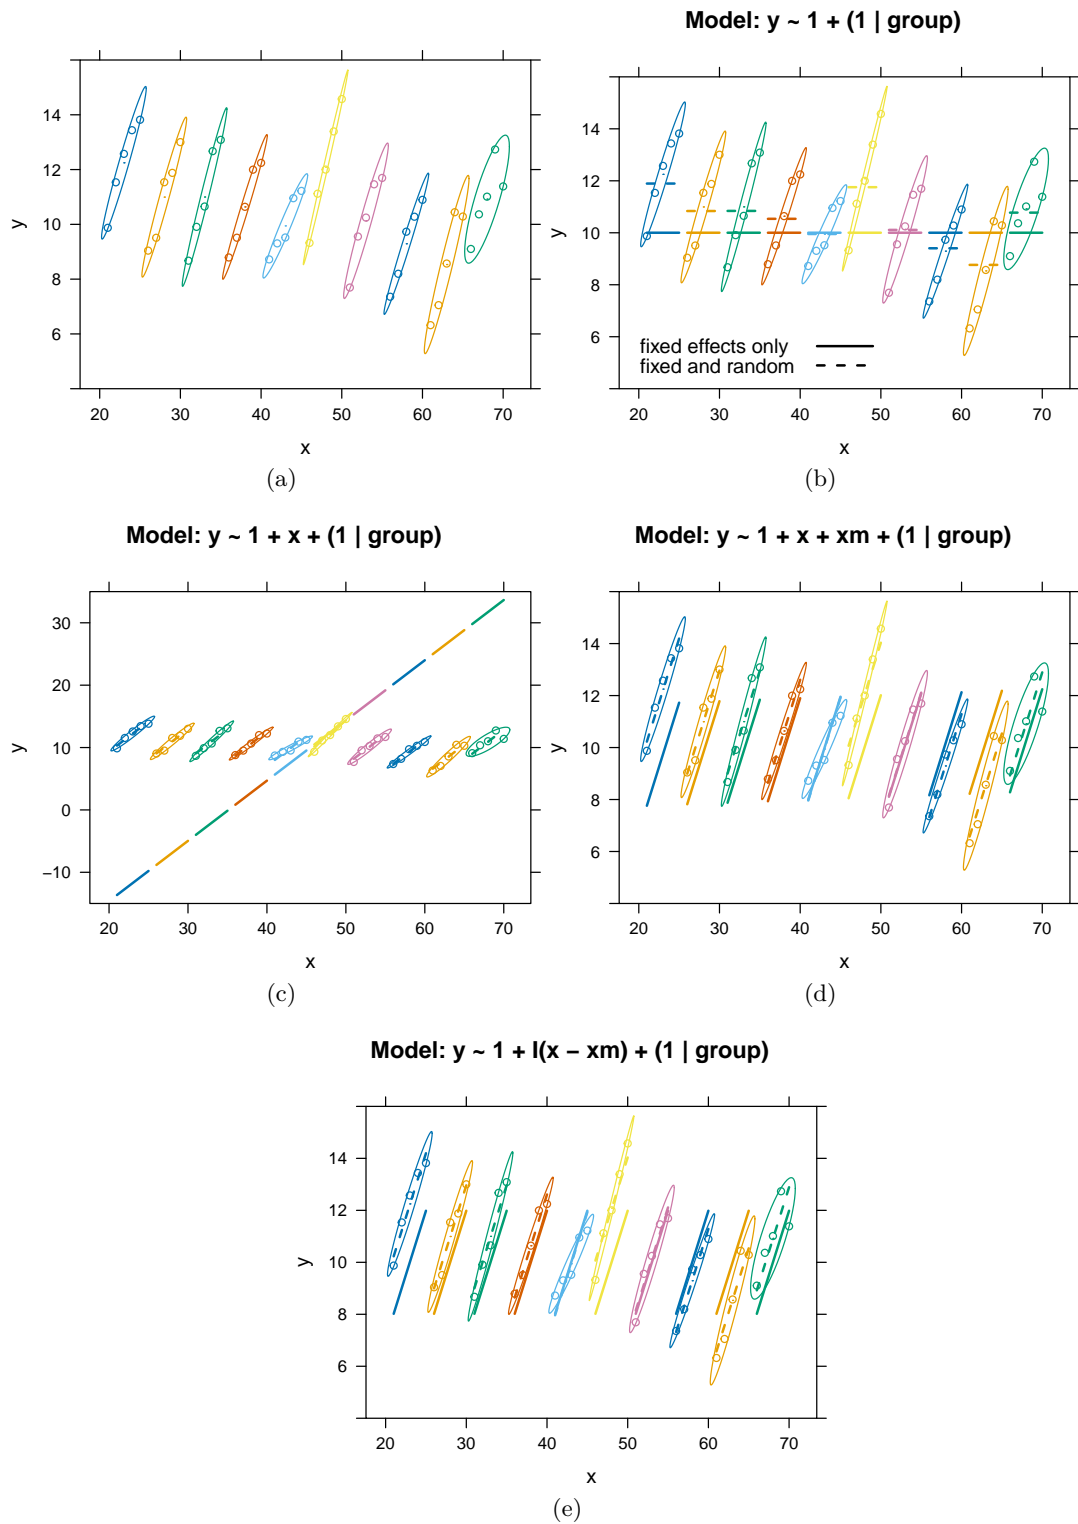 Model: y ~ 1 + (1 | group)
14
12
10
8
6
y
20 30 40 50 60 70
x
(a)
14
12
10
8
6
y
fixed effects only
fixed and random
20 30 40 50 60 70
x
(b)
Model: y ~ 1 + x + (1 | group)
30
20
10
0
−10
y
20 30 40 50 60 70
x
(c)
Model: y ~ 1 + x + xm + (1 | group)
14
12
10
8
6
y
20 30 40 50 60 70
x
(d)
Model: y ~ 1 + I(x − xm) + (1 | group)
14
12
10
8
6
y
20 30 40 50 60 70
x
(e)